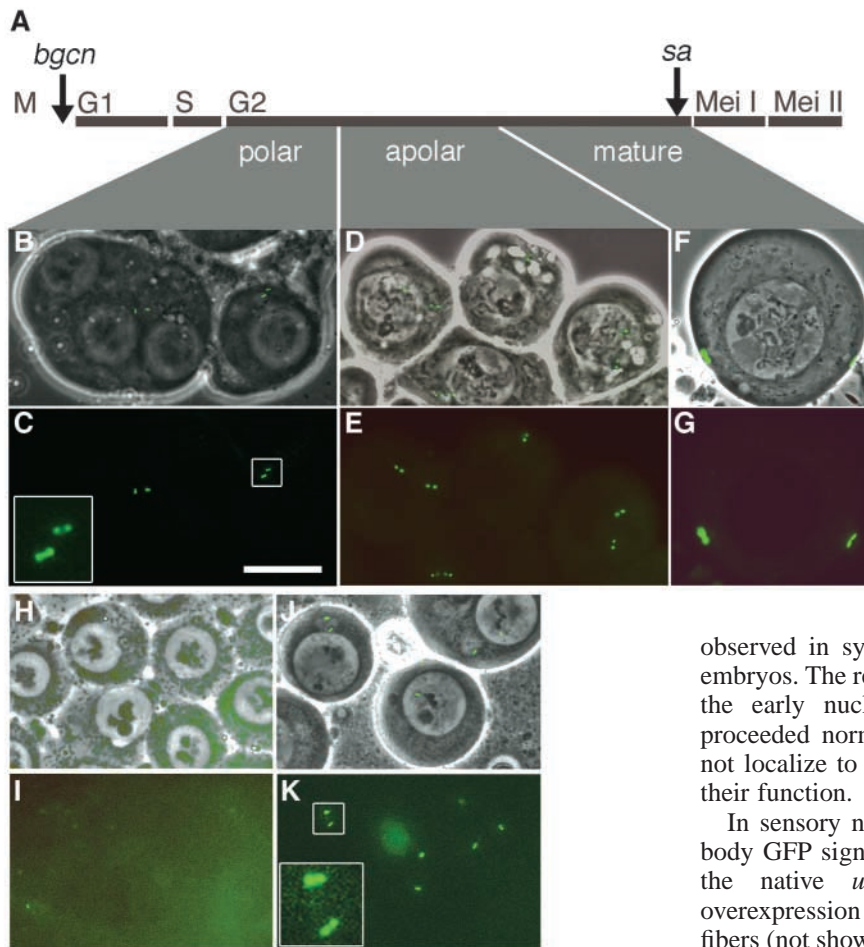 A
bgcn
sa
M G1 S G2 Mei I Mei II
polar apolar mature
B D F
C E G
H J
I K
observed in sy
embryos. The re
the early nucl
proceeded norr
not localize to
their function.
In sensory n
body GFP sign
the native u
overexpression
fibers (not show